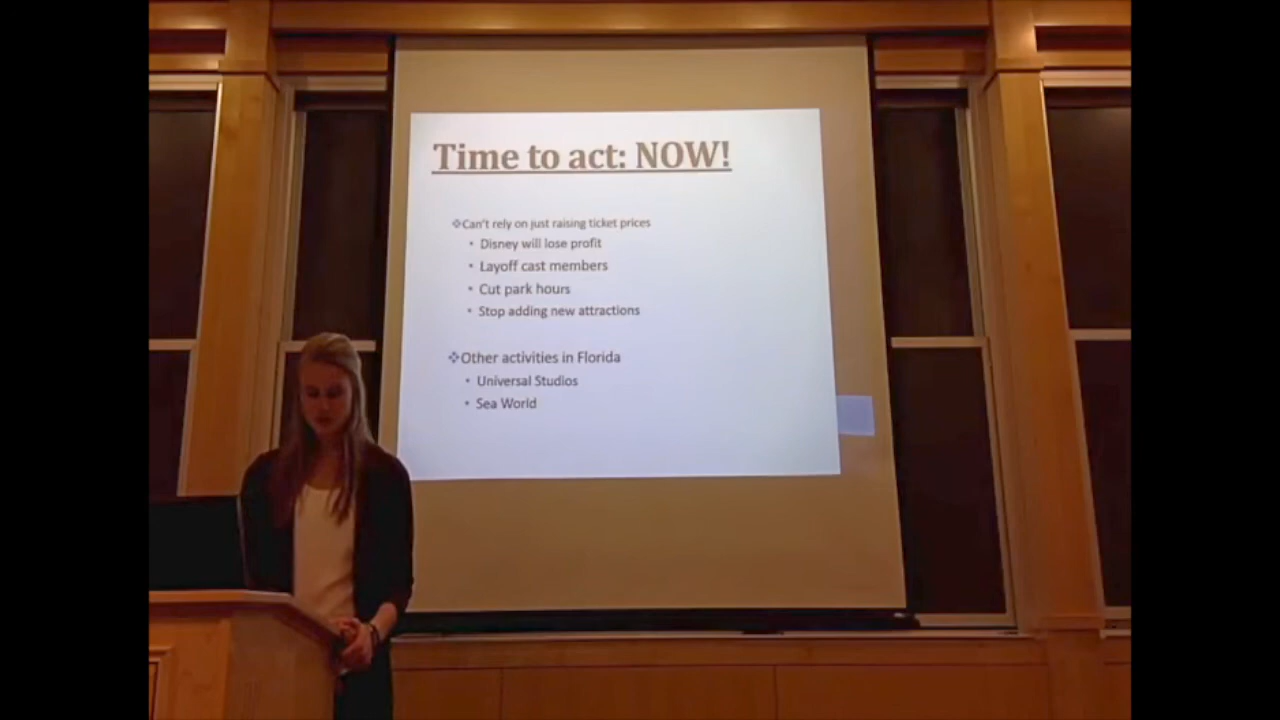 Time to act: NOW!
❖Can't rely on just raising ticket prices
• Disney will lose profit
• Layoff cast members
• Cut park hours
• Stop adding new attractions
❖Other activities in Florida
• Universal Studios
• Sea World